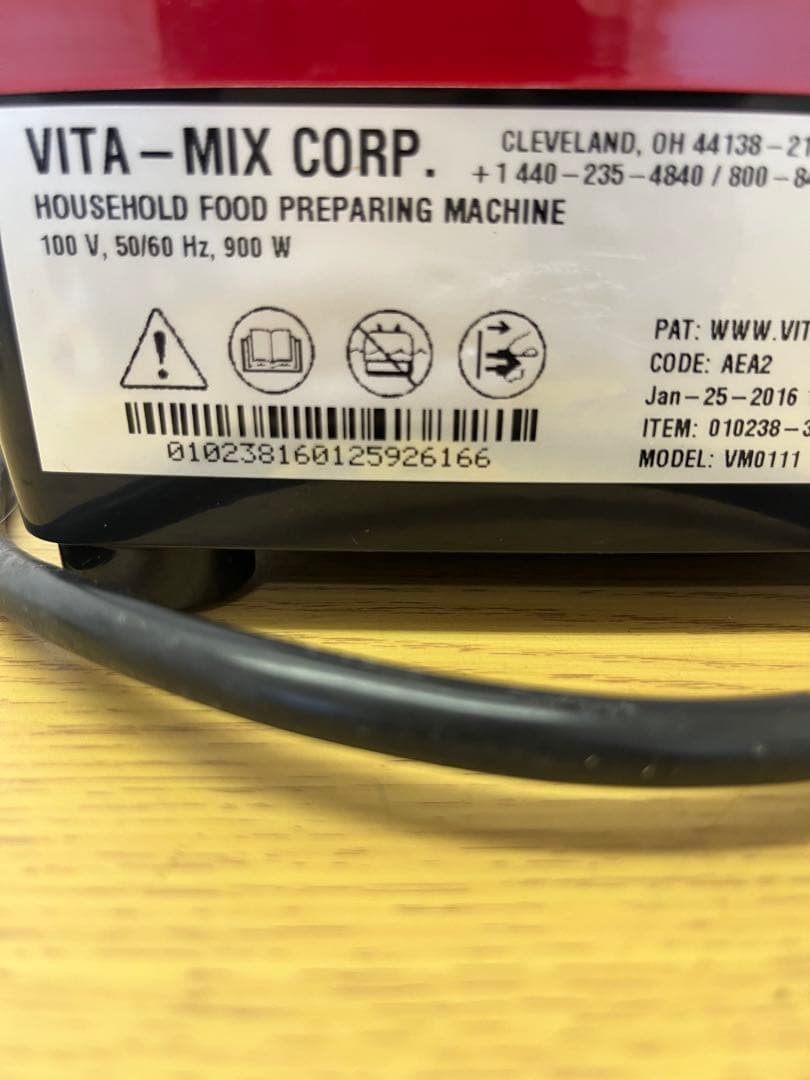 VITA-MIX CORP.
CLEVELAND, OH 44138-21
+1 440-235-4840 / 800-8
HOUSEHOLD FOOD PREPARING MACHINE
100 V, 50/60 Hz, 900 W
PAT: WWW.VIT
CODE: AEA2
Jan-25-2016
ITEM: 010238-3
MODEL: VM0111
010238160125926166